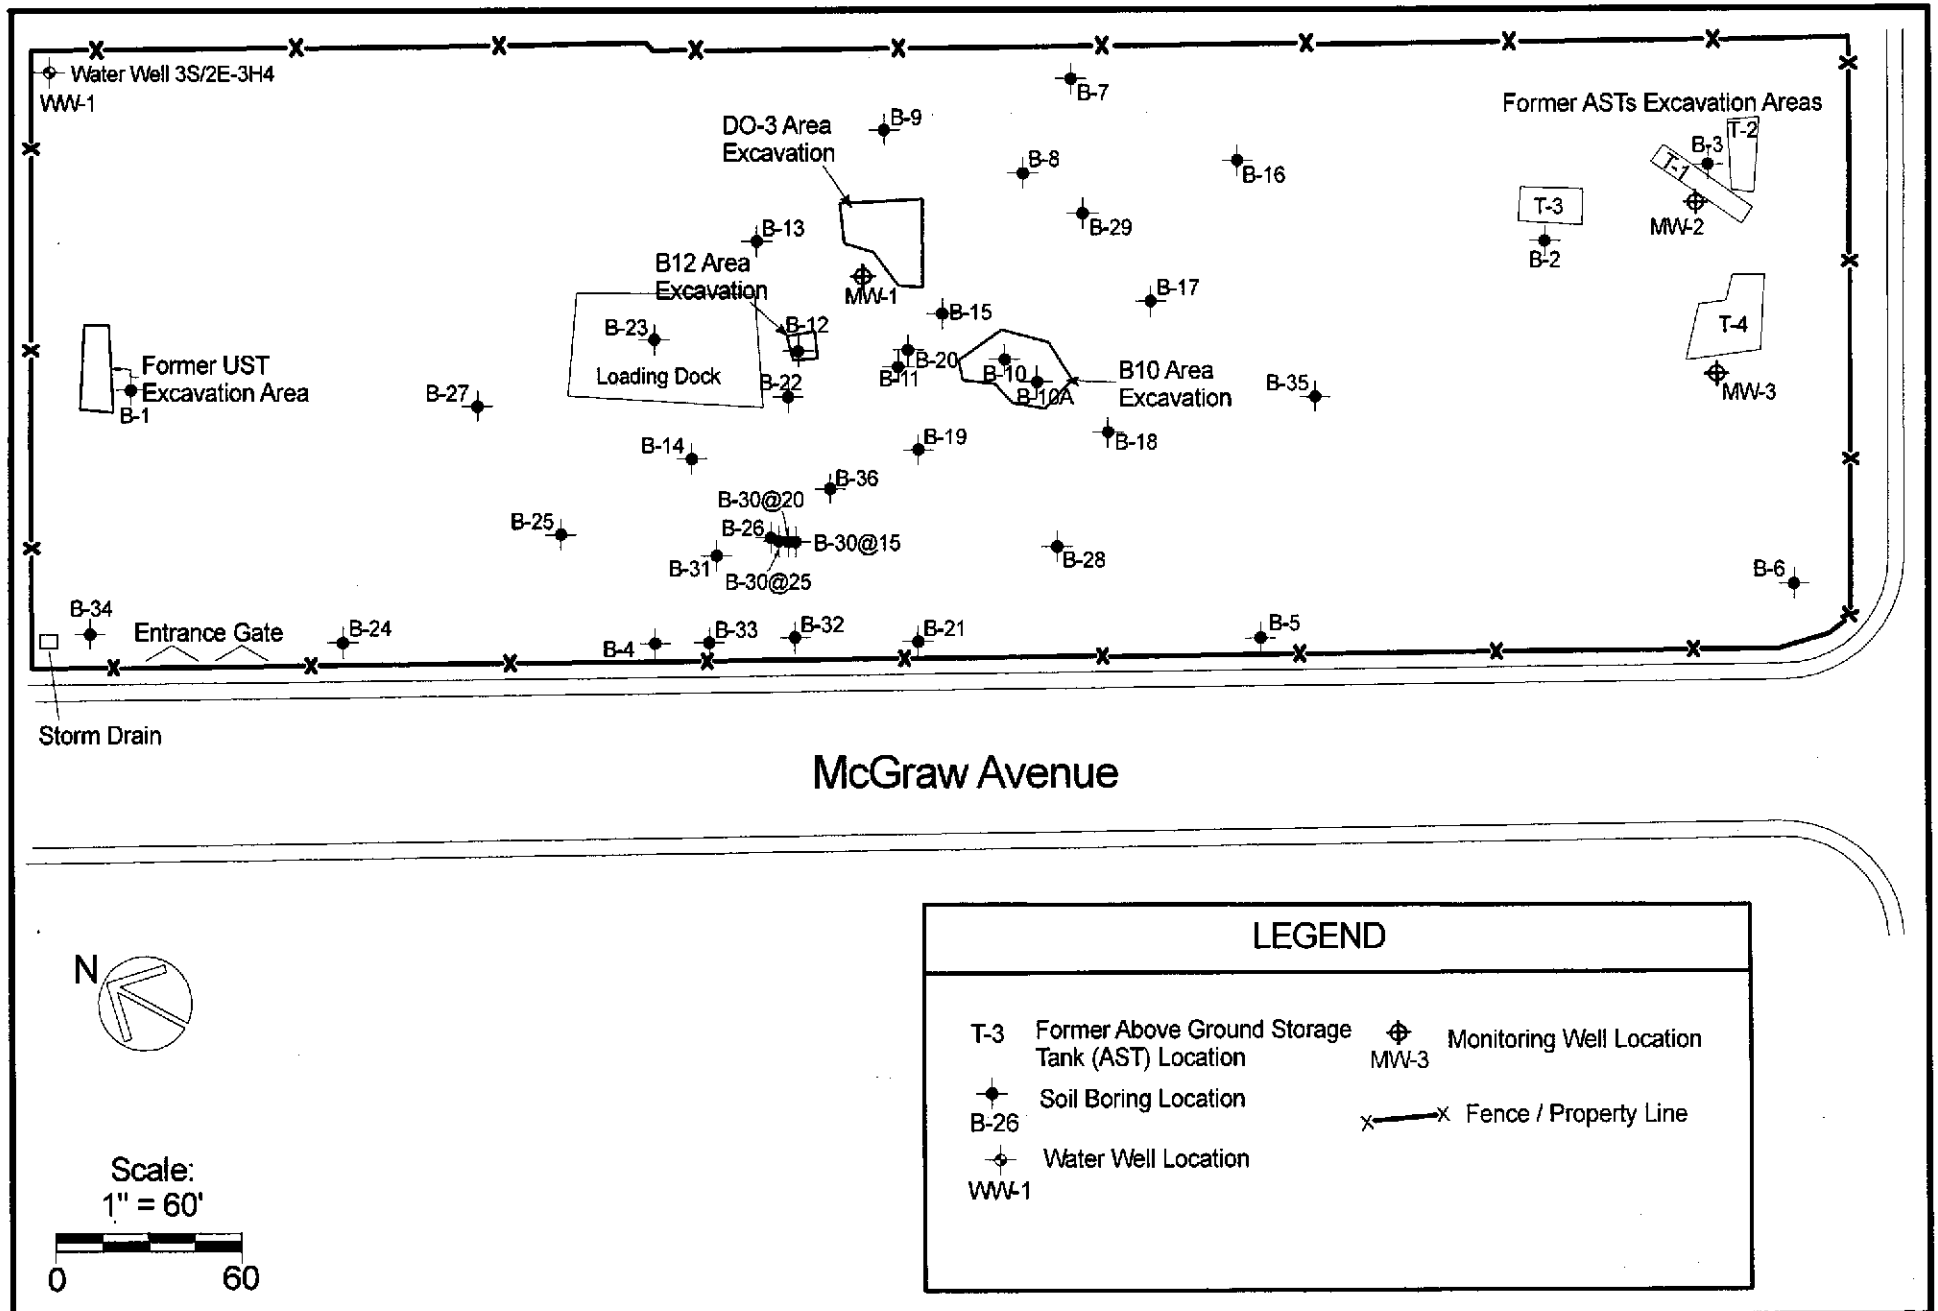 Water Well 3S/2E-3H4
WW-1
B-7
Former ASTs Excavation Areas
DO-3 Area
Excavation
B-9
B-8
B-16
T-2
B-3
T-1
T-3
MW-2
B-29
B-13
B-2
B12 Area
Excavation
MW-1
B-17
B-15
T-4
B-23
B-12
B-20
B-11
B-10
B-10A
B10 Area
Excavation
Former UST
Excavation Area
B-1
Loading Dock
B-22
B-27
B-35
MW-3
B-14
B-19
B-18
B-36
B-30@20
B-25
B-26
B-30@15
B-31
B-30@25
B-28
B-6
B-34
Entrance Gate
B-24
B-4
B-33
B-32
B-21
B-5
Storm Drain
McGraw Avenue
N
Scale:
1" = 60'
0 60
LEGEND
T-3 Former Above Ground Storage
Tank (AST) Location
MW-3 Monitoring Well Location
B-26 Soil Boring Location
Fence / Property Line
WW-1 Water Well Location